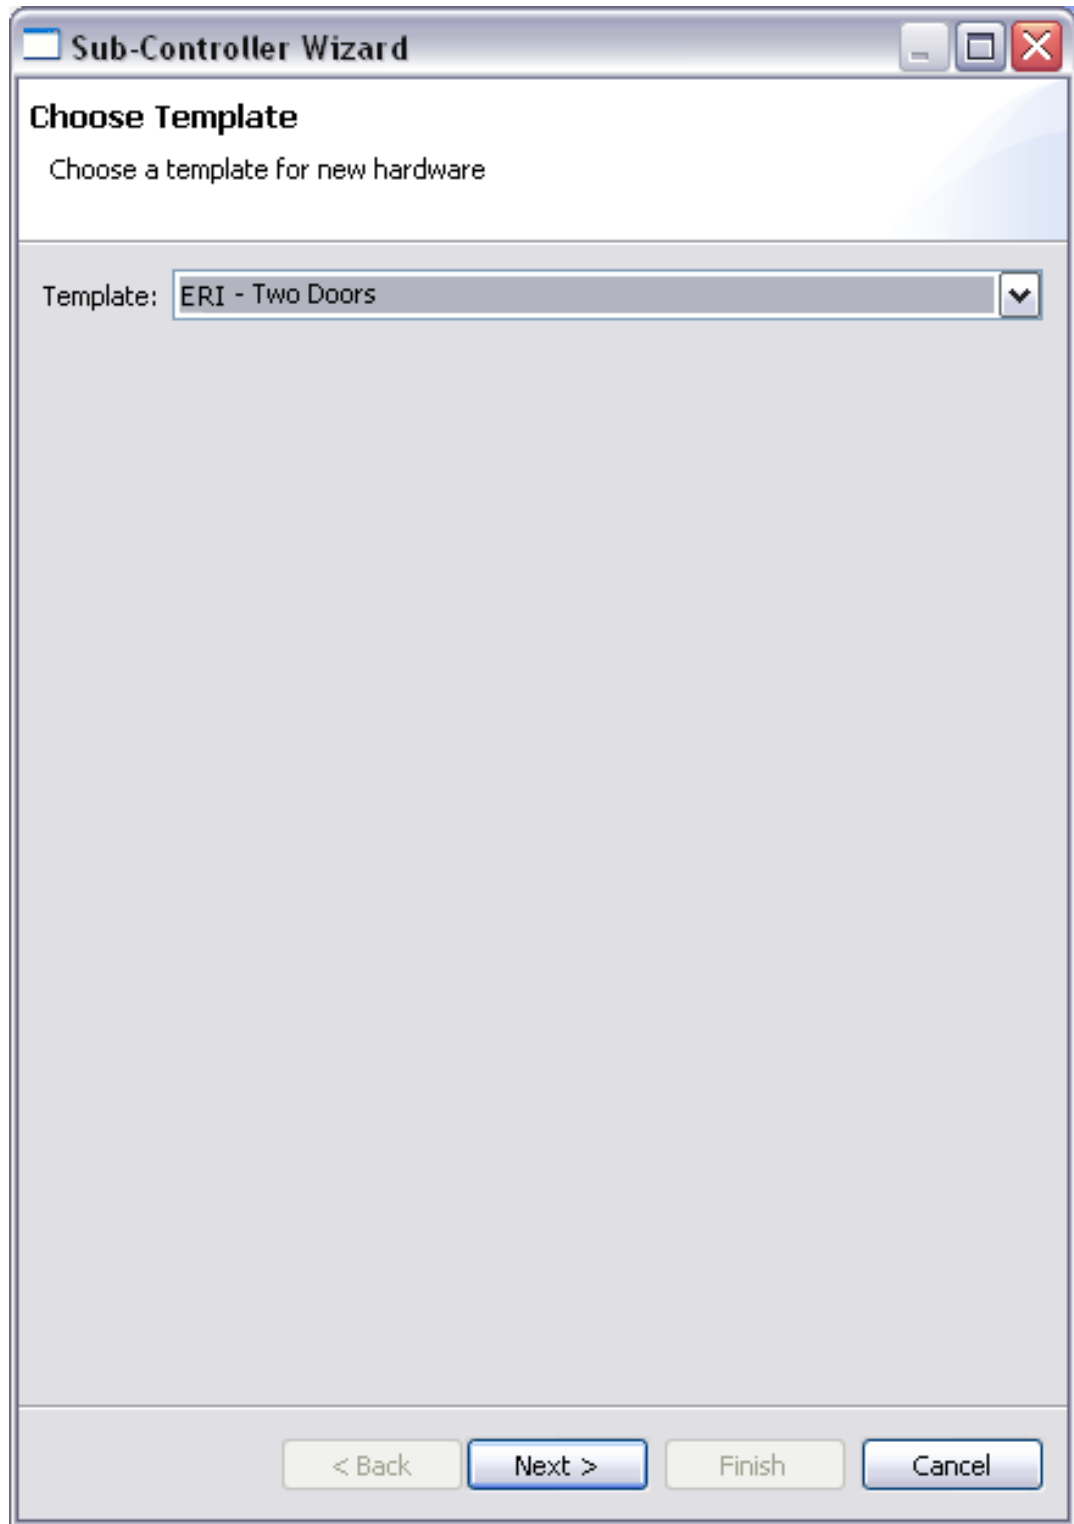 Sub-Controller Wizard
Choose Template
Choose a template for new hardware
Template: ERI - Two Doors
< Back Next > Finish Cancel